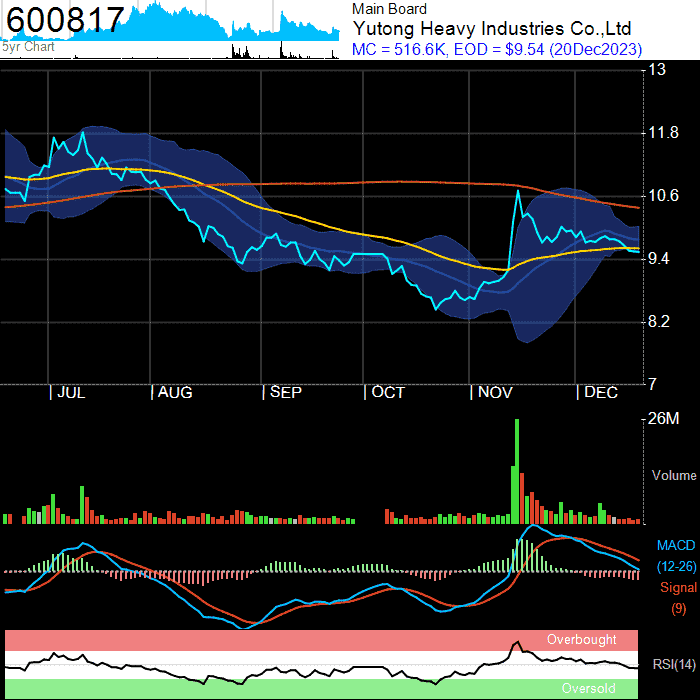 600817
5yr Chart
Main Board
Yutong Heavy Industries Co.,Ltd
MC = 516.6K, EOD = $9.54 (20Dec2023)
13
11.8
10.6
9.4
8.2
7
JUL AUG SEP OCT NOV DEC
26M
Volume
MACD
(12-26)
Signal
(9)
Overbought
RSI(14)
Oversold